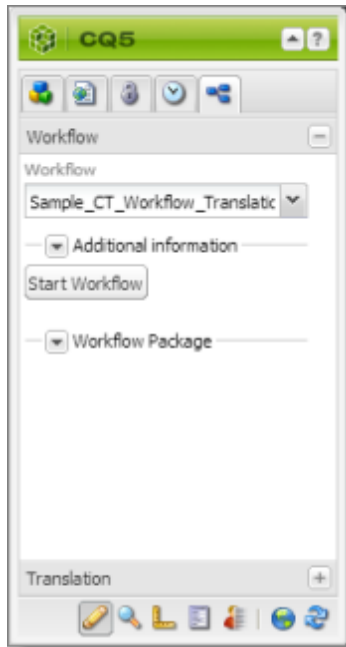 CQ5
?
Workflow
Workflow
Sample_CT_Workflow_Translatic
Additional information
Start Workflow
Workflow Package
Translation